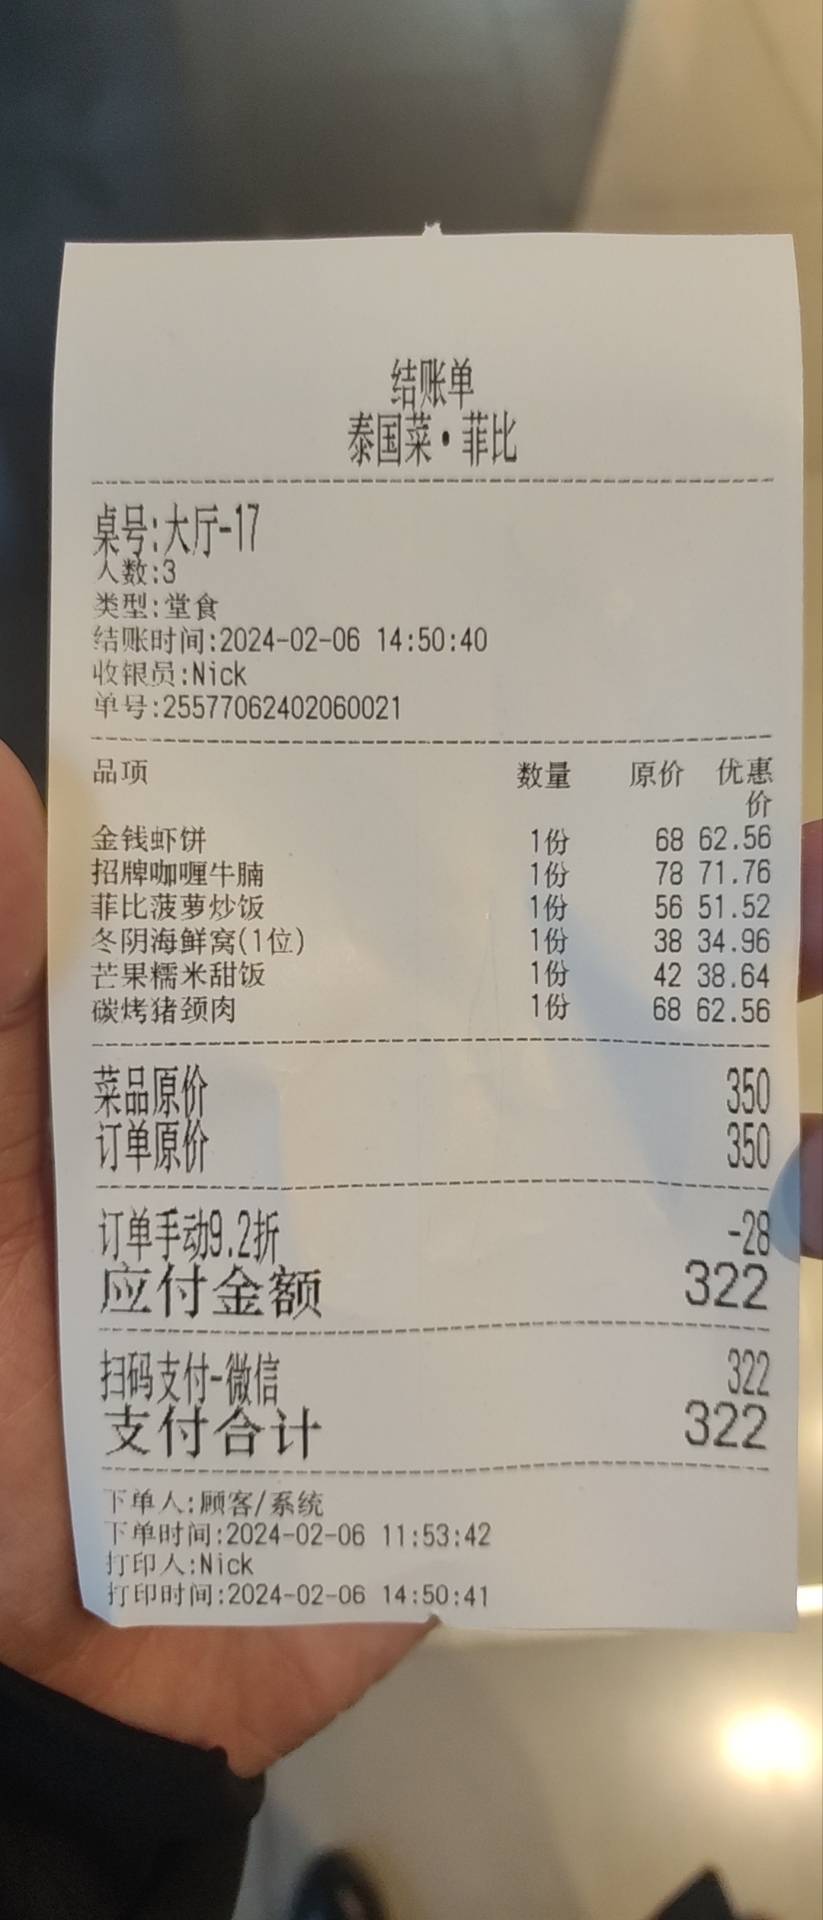 结账单
泰国菜·菲比
桌号:大厅-17
人数:3
类型:堂食
结账时间:2024-02-06 14:50:40
收银员:Nick
单号:25577062402060021
品项 数量 原价 优惠
价
金钱虾饼 1份 68 62.56
招牌咖喱牛腩 1份 78 71.76
菲比菠萝炒饭 1份 56 51.52
冬阴海鲜窝(1位) 1份 38 34.96
芒果糯米甜饭 1份 42 38.64
碳烤猪颈肉 1份 68 62.56
菜品原价 350
订单原价 350
订单手动9.2折 -28
应付金额 322
扫码支付-微信 322
支付合计 322
下单人:顾客/系统
下单时间:2024-02-06 11:53:42
打印人:Nick
打印时间:2024-02-06 14:50:41